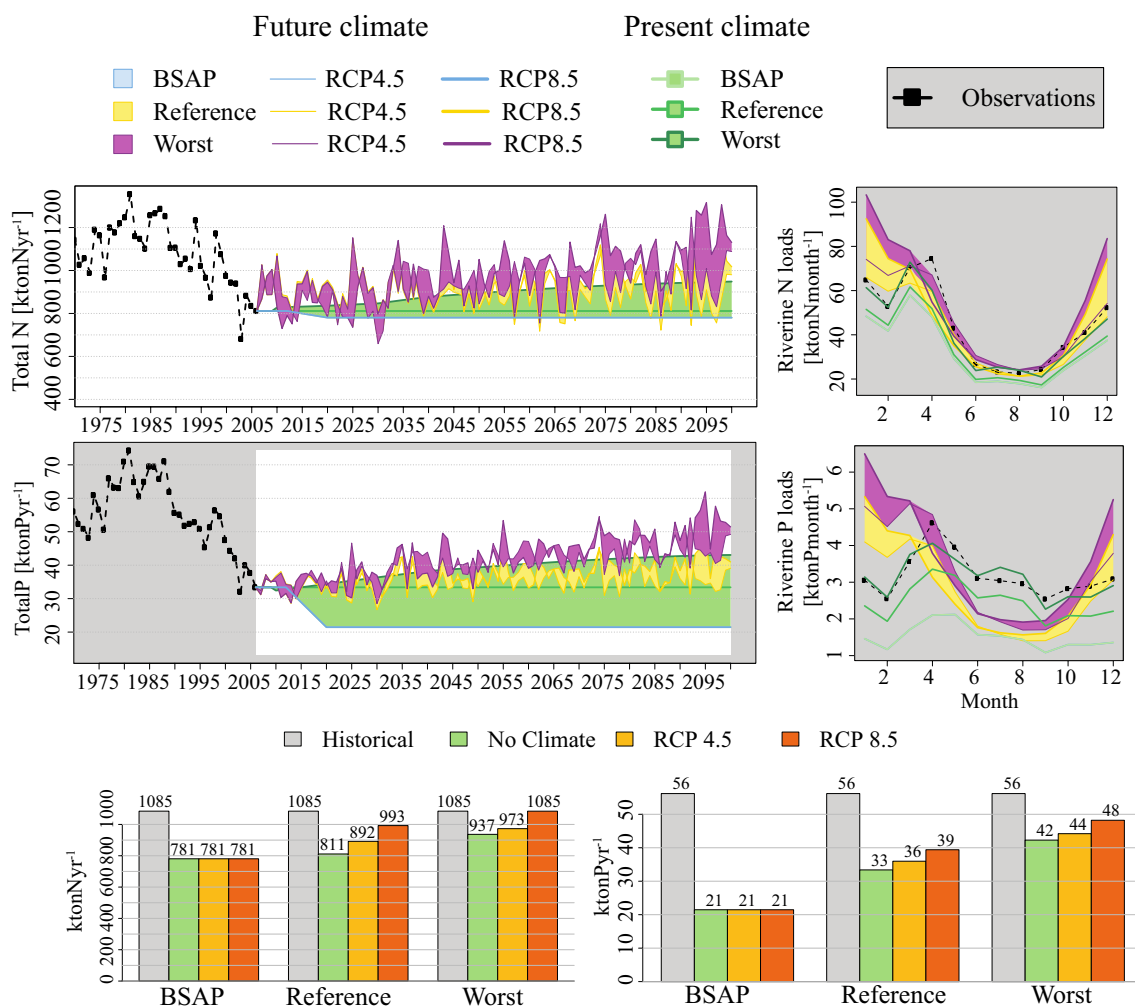 Future climate Present climate
BSAP RCP4.5 RCP8.5 BSAP
Reference RCP4.5 RCP8.5 Reference
Worst RCP4.5 RCP8.5 Worst
Observations
Total N [ktonNyr⁻¹]
400 600 800 1000 1200
1975 1985 1995 2005 2015 2025 2035 2045 2055 2065 2075 2085 2095
Riverine N loads
[ktonNmonth⁻¹]
20 40 60 80 100
2 4 6 8 10 12
TotalP [ktonPyr⁻¹]
20 30 40 50 60 70
1975 1985 1995 2005 2015 2025 2035 2045 2055 2065 2075 2085 2095
Riverine P loads
[ktonPmonth⁻¹]
1 2 3 4 5 6
2 4 6 8 10 12
Month
Historical No Climate RCP 4.5 RCP 8.5
ktonNyr⁻¹
0 200 400 600 800 1000
1085 781 781 781
1085 811 892 993
1085 937 973 1085
BSAP Reference Worst
ktonPyr⁻¹
0 10 20 30 40 50
56 21 21 21
56 33 36 39
56 42 44 48
BSAP Reference Worst